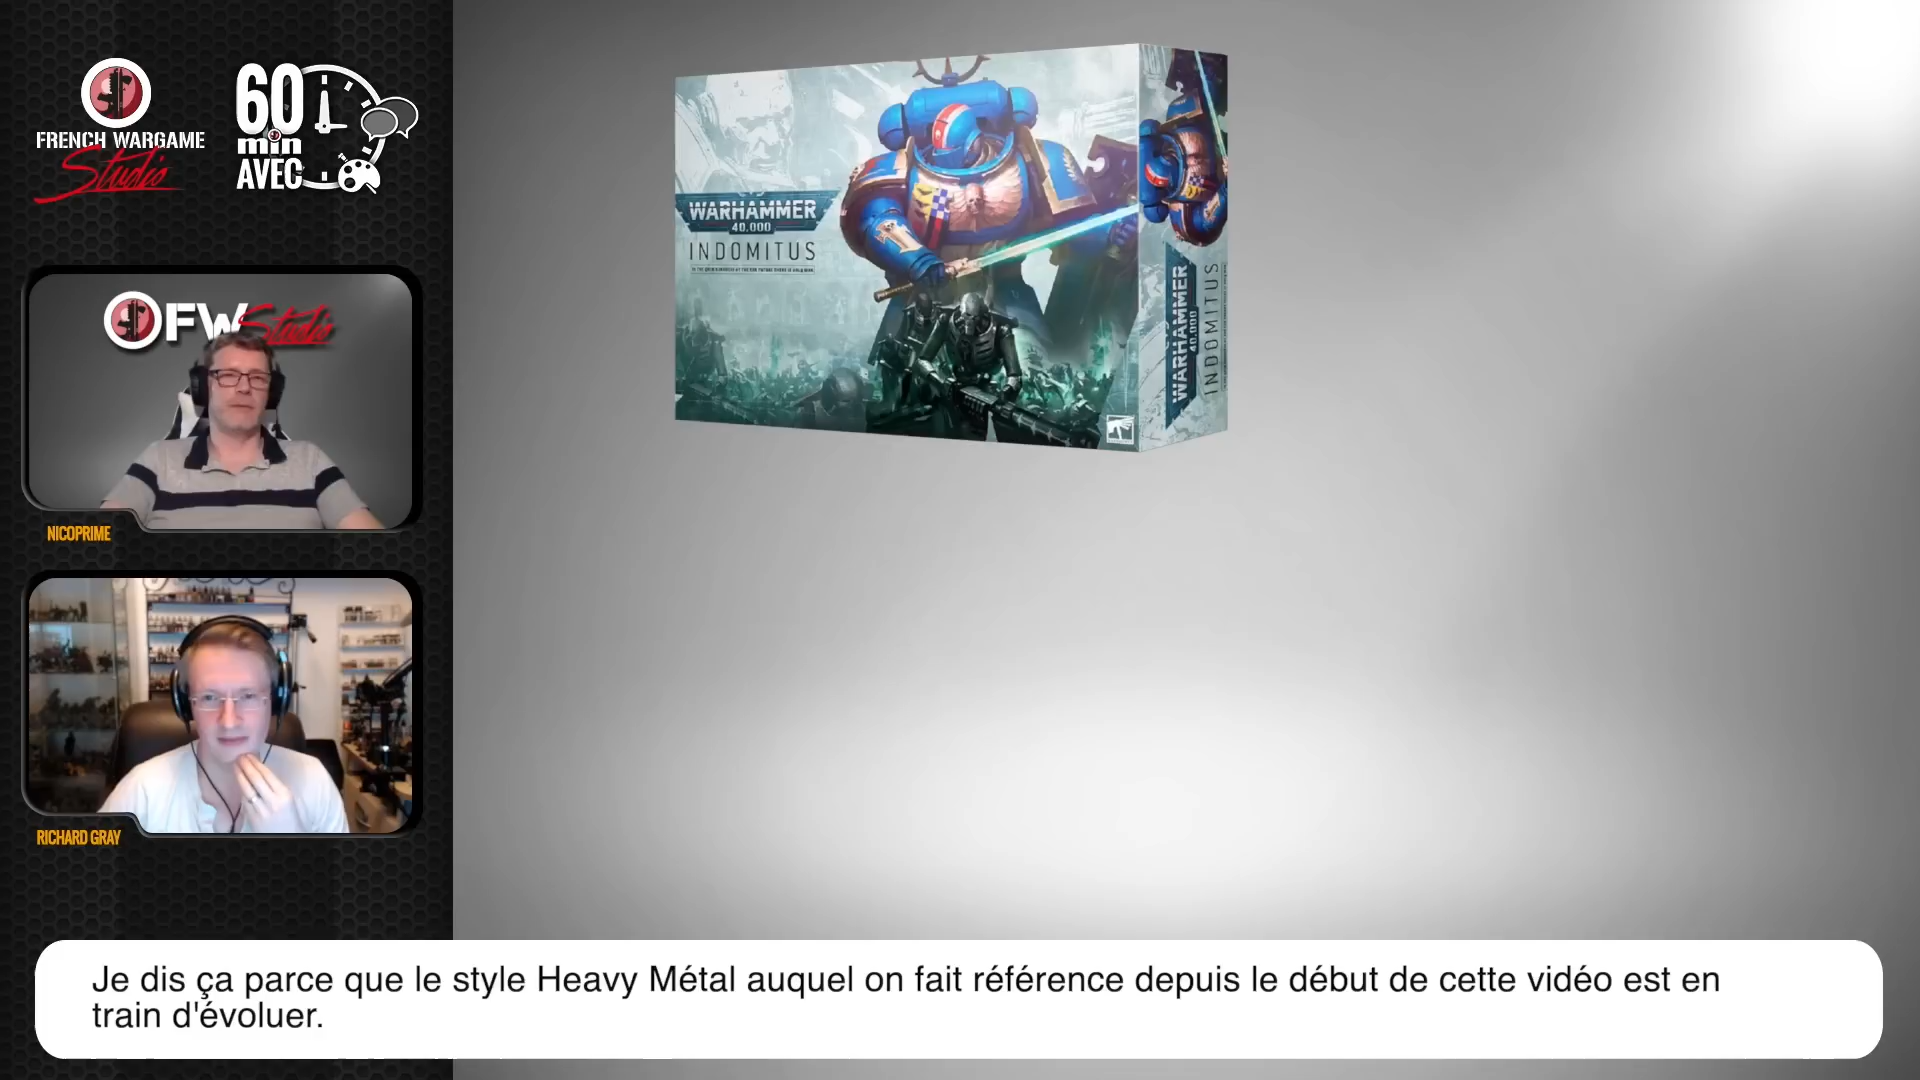 FRENCH WARGAME
Studio
60
min
AVEC
FW Studio
NICOPRIME
RICHARD GRAY
WARHAMMER
40.000
INDOMITUS
WARHAMMER
40.000
INDOMITUS
Je dis ça parce que le style Heavy Métal auquel on fait référence depuis le début de cette vidéo est en
train d'évoluer.